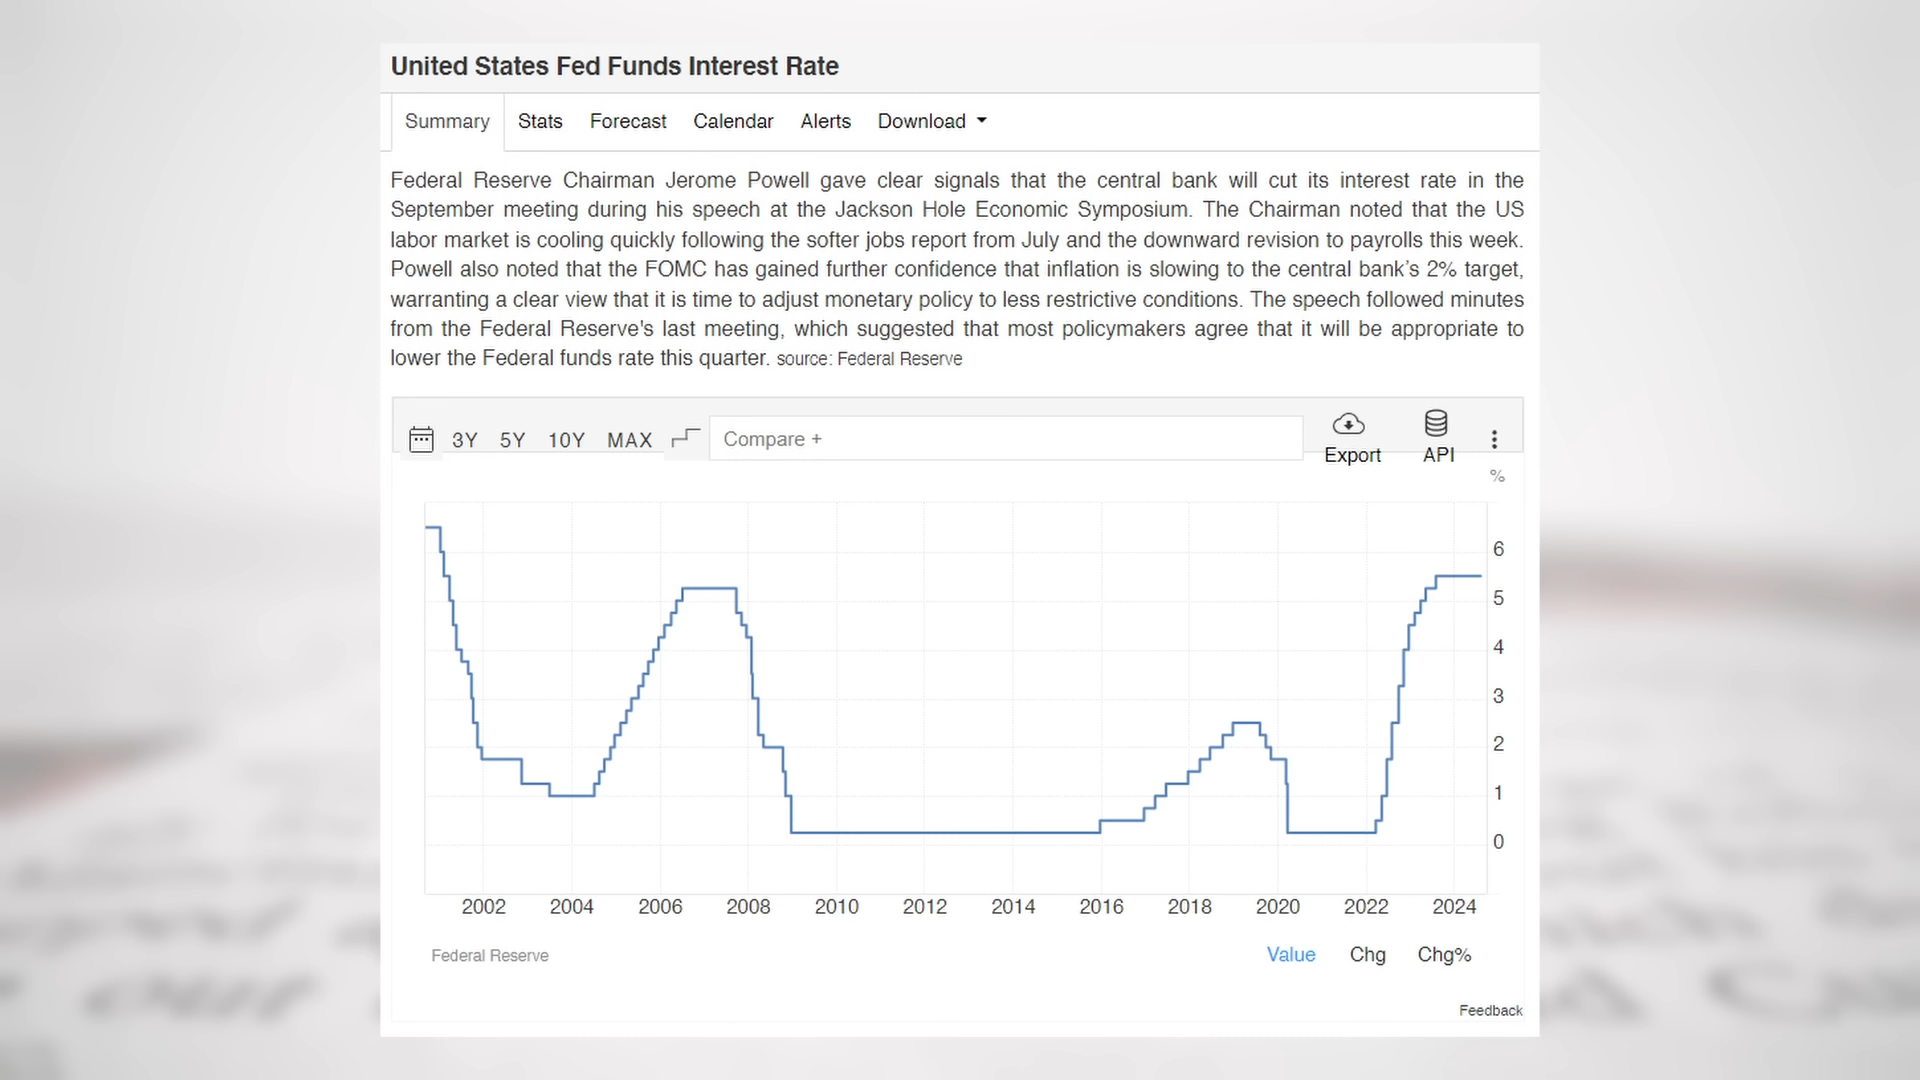 United States Fed Funds Interest Rate
Summary Stats Forecast Calendar Alerts Download
Federal Reserve Chairman Jerome Powell gave clear signals that the central bank will cut its interest rate in the
September meeting during his speech at the Jackson Hole Economic Symposium. The Chairman noted that the US
labor market is cooling quickly following the softer jobs report from July and the downward revision to payrolls this week.
Powell also noted that the FOMC has gained further confidence that inflation is slowing to the central bank’s 2% target,
warranting a clear view that it is time to adjust monetary policy to less restrictive conditions. The speech followed minutes
from the Federal Reserve's last meeting, which suggested that most policymakers agree that it will be appropriate to
lower the Federal funds rate this quarter. source: Federal Reserve
3Y 5Y 10Y MAX Compare +
Export API
%
6
5
4
3
2
1
0
2002 2004 2006 2008 2010 2012 2014 2016 2018 2020 2022 2024
Federal Reserve Value Chg Chg%
Feedback